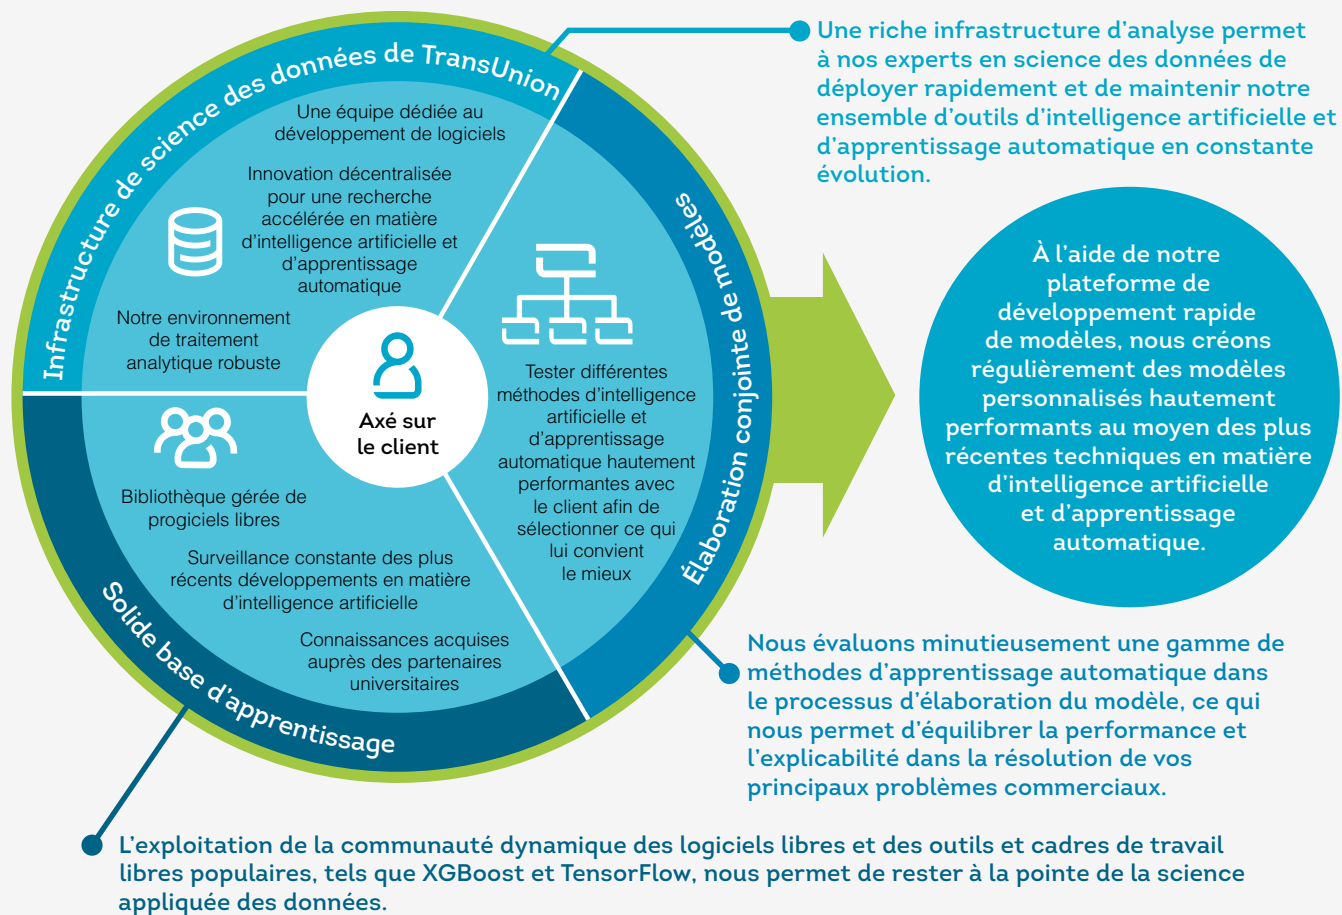 Infrastructure de science des données de TransUnion
Une équipe dédiée au
développement de logiciels
Innovation décentralisée
pour une recherche
accélérée en matière
d'intelligence artificielle et
d'apprentissage
automatique
Notre environnement
de traitement
analytique robuste
Élaboration conjointe de modèles
Tester différentes
méthodes d'intelligence
artificielle et
d'apprentissage
automatique hautement
performantes avec
le client afin de
sélectionner ce qui
lui convient
le mieux
Axé sur
le client
Solide base d'apprentissage
Bibliothèque gérée de
progiciels libres
Surveillance constante des plus
récents développements en matière
d'intelligence artificielle
Connaissances acquises
auprès des partenaires
universitaires
Une riche infrastructure d'analyse permet
à nos experts en science des données de
déployer rapidement et de maintenir notre
ensemble d'outils d'intelligence artificielle et
d'apprentissage automatique en constante
évolution.
À l'aide de notre
plateforme de
développement rapide
de modèles, nous créons
régulièrement des modèles
personnalisés hautement
performants au moyen des plus
récentes techniques en matière
d'intelligence artificielle
et d'apprentissage
automatique.
Nous évaluons minutieusement une gamme de
méthodes d'apprentissage automatique dans
le processus d'élaboration du modèle, ce qui
nous permet d'équilibrer la performance et
l'explicabilité dans la résolution de vos
principaux problèmes commerciaux.
L'exploitation de la communauté dynamique des logiciels libres et des outils et cadres de travail
libres populaires, tels que XGBoost et TensorFlow, nous permet de rester à la pointe de la science
appliquée des données.